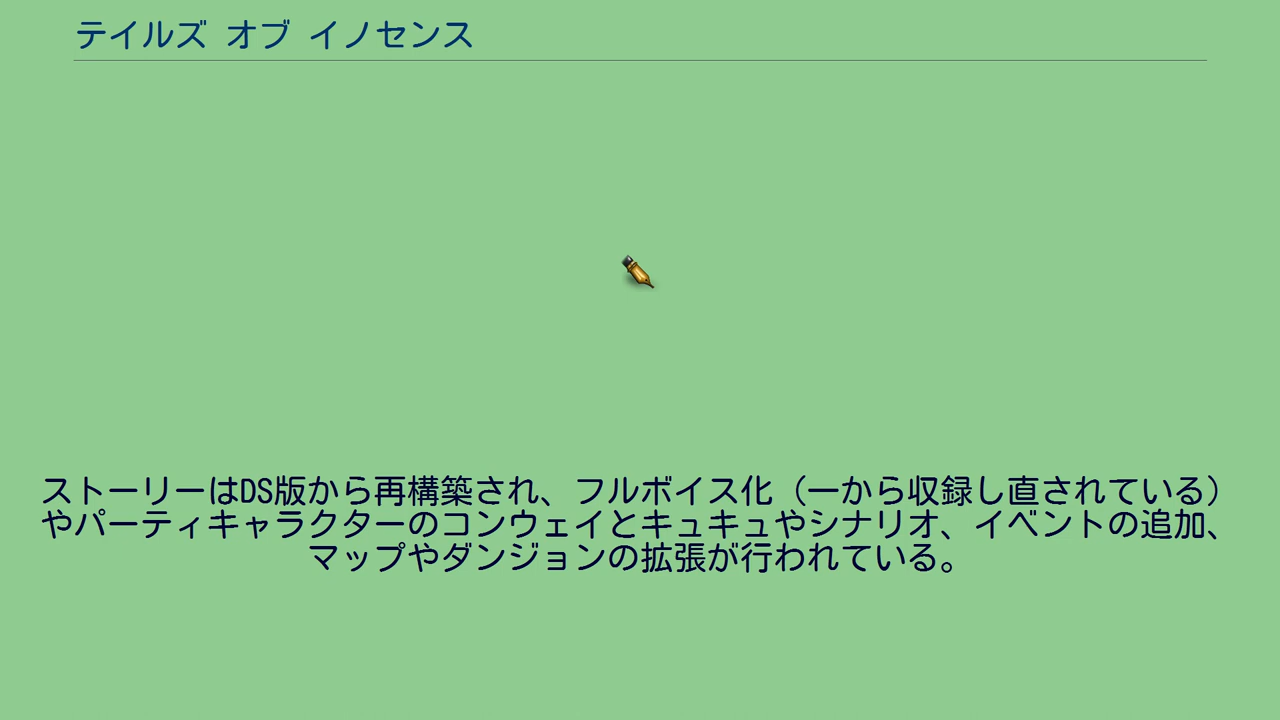 テイルズ オブ イノセンス
ストーリーはDS版から再構築され、フルボイス化（一から収録し直されている）
やパーティキャラクターのコンウェイとキュキュやシナリオ、イベントの追加、
マップやダンジョンの拡張が行われている。